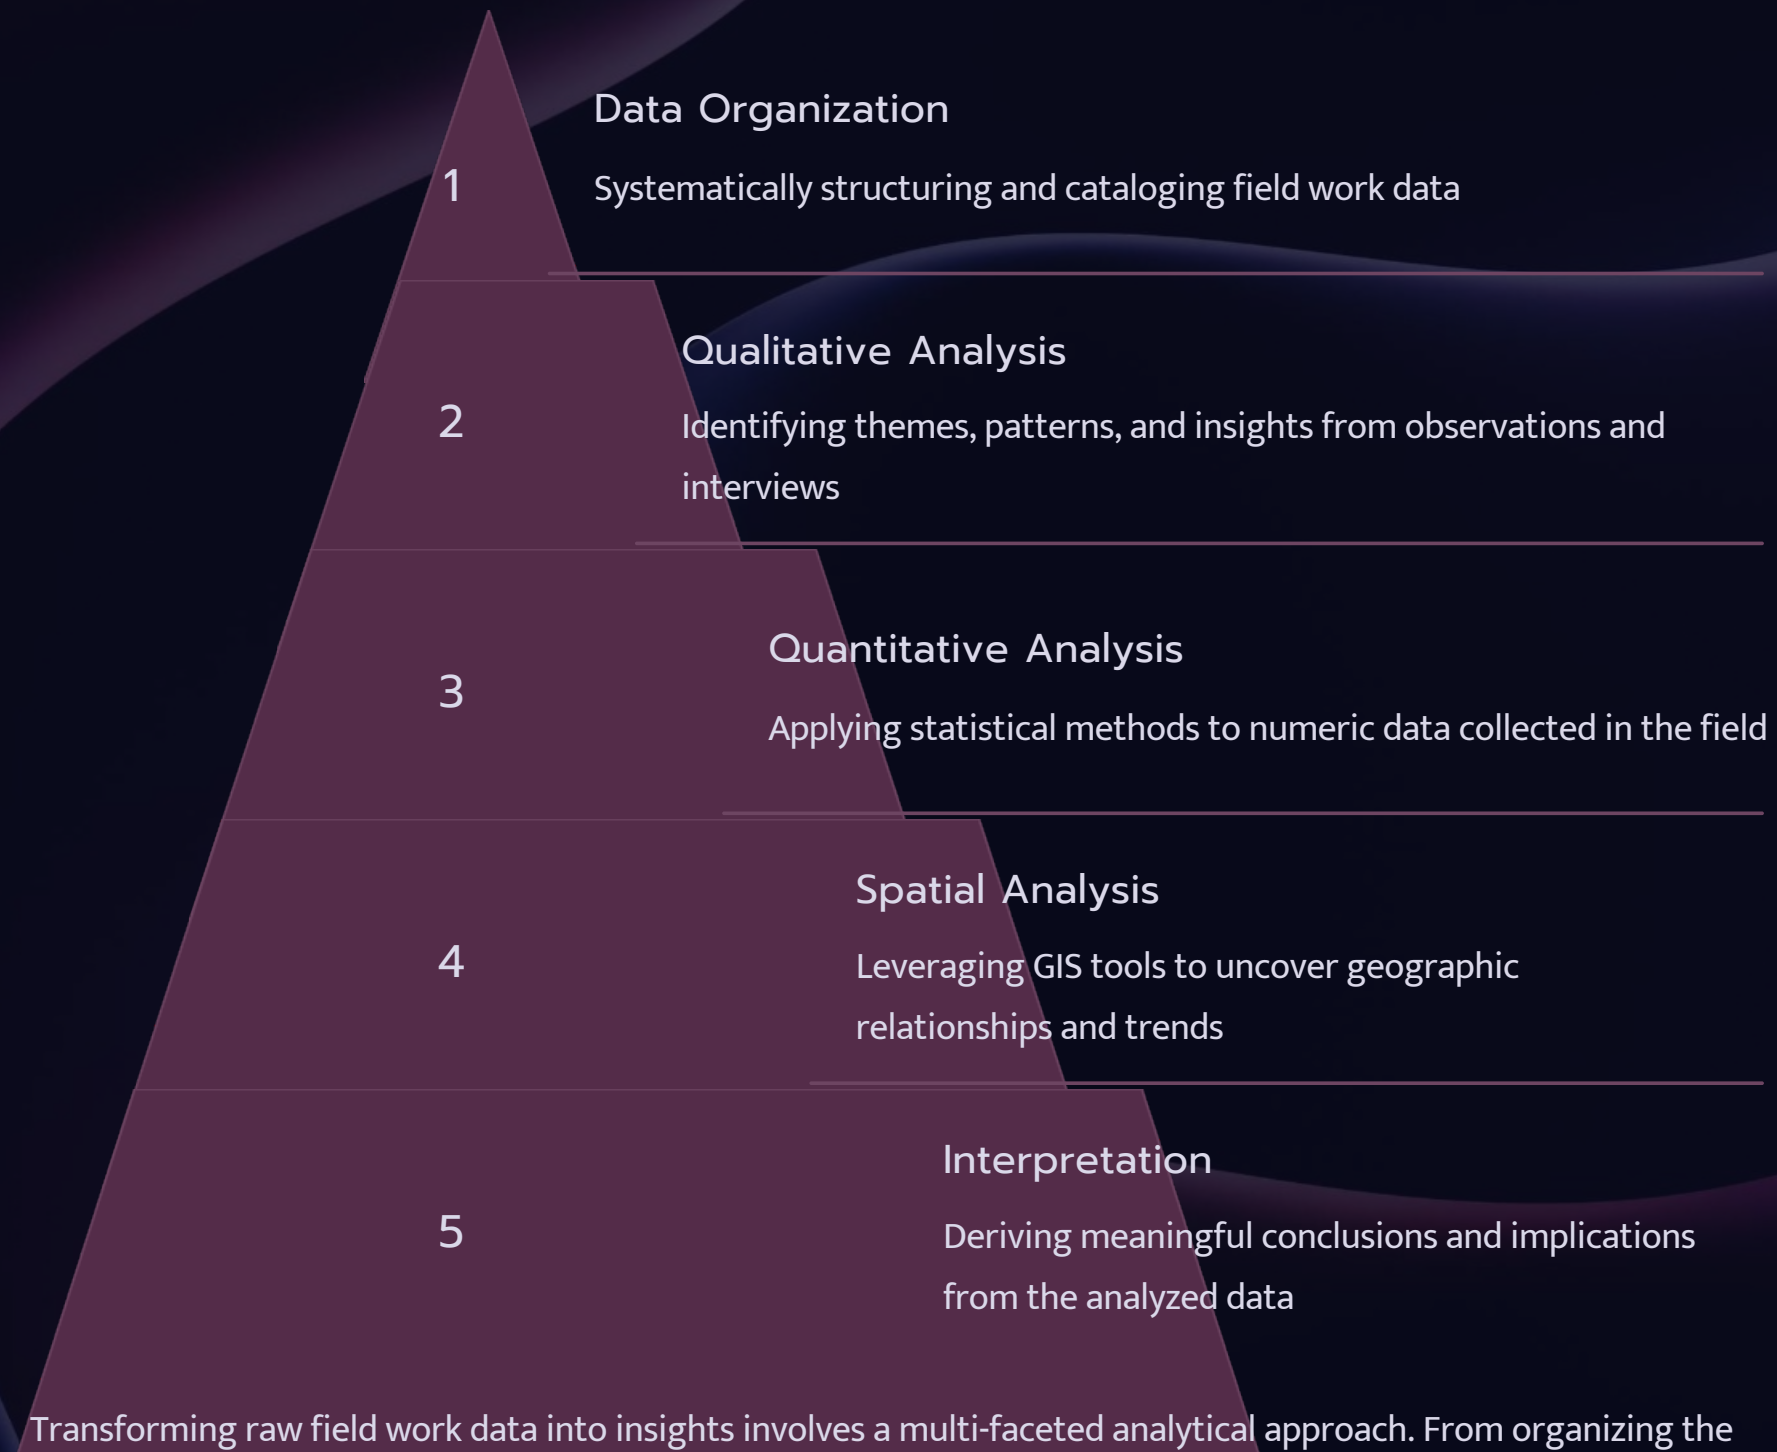 Data Organization
1
Systematically structuring and cataloging field work data
Qualitative Analysis
2
Identifying themes, patterns, and insights from observations and
interviews
Quantitative Analysis
3
Applying statistical methods to numeric data collected in the field
Spatial Analysis
4
Leveraging GIS tools to uncover geographic
relationships and trends
Interpretation
5
Deriving meaningful conclusions and implications
from the analyzed data
Transforming raw field work data into insights involves a multi-faceted analytical approach. From organizing the